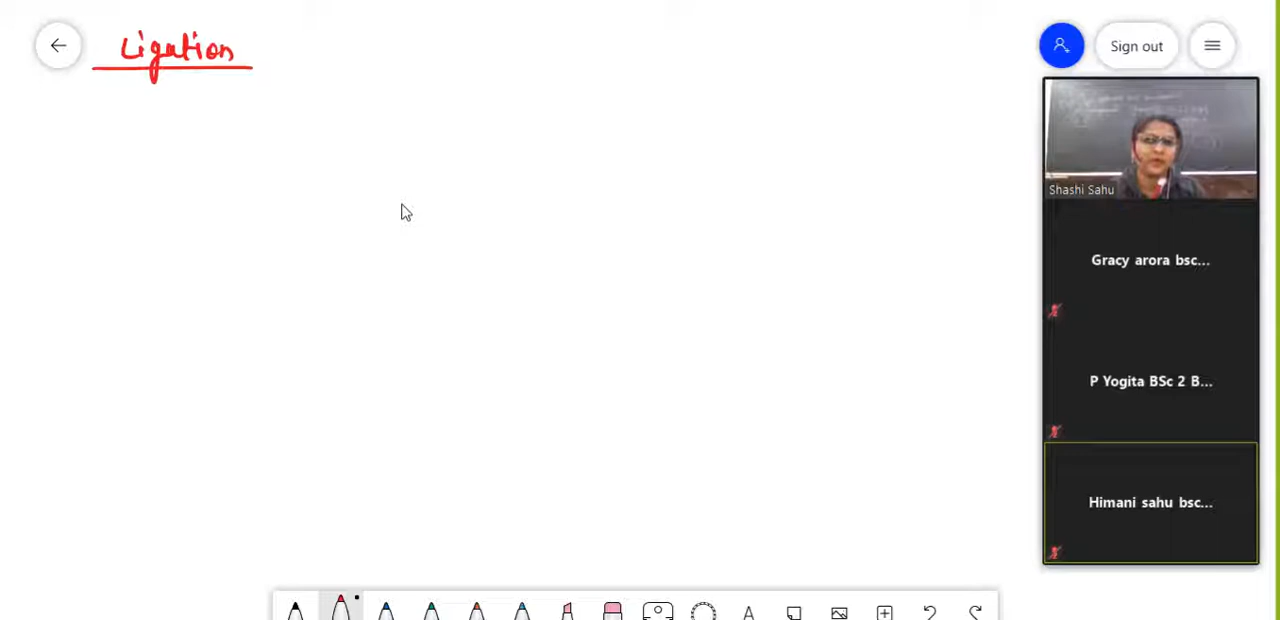 Ligation
Sign out
Shashi Sahu
Gracy arora bsc...
P Yogita BSc 2 B...
Himani sahu bsc...
A